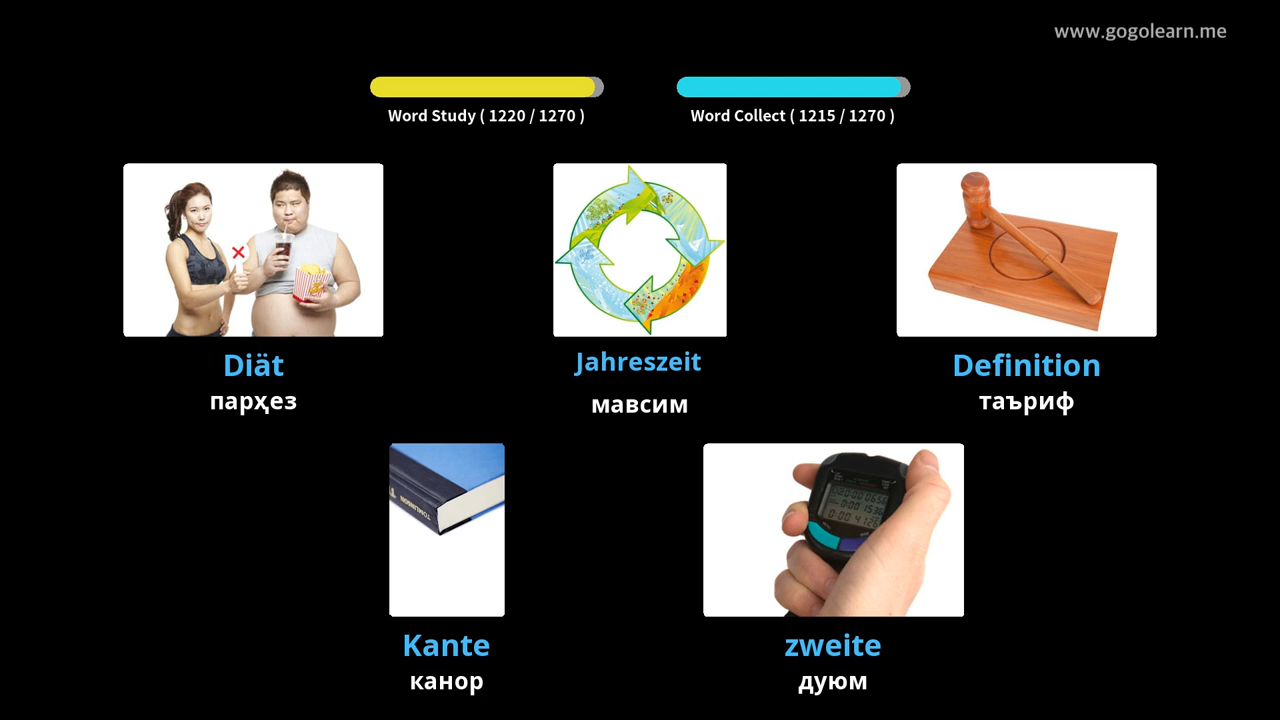 www.gogolearn.me
Word Study ( 1220 / 1270 )
Word Collect ( 1215 / 1270 )
Diät
парҳез
Jahreszeit
мавсим
Definition
таъриф
TOMLINSON
Kante
канор
zweite
дуюм